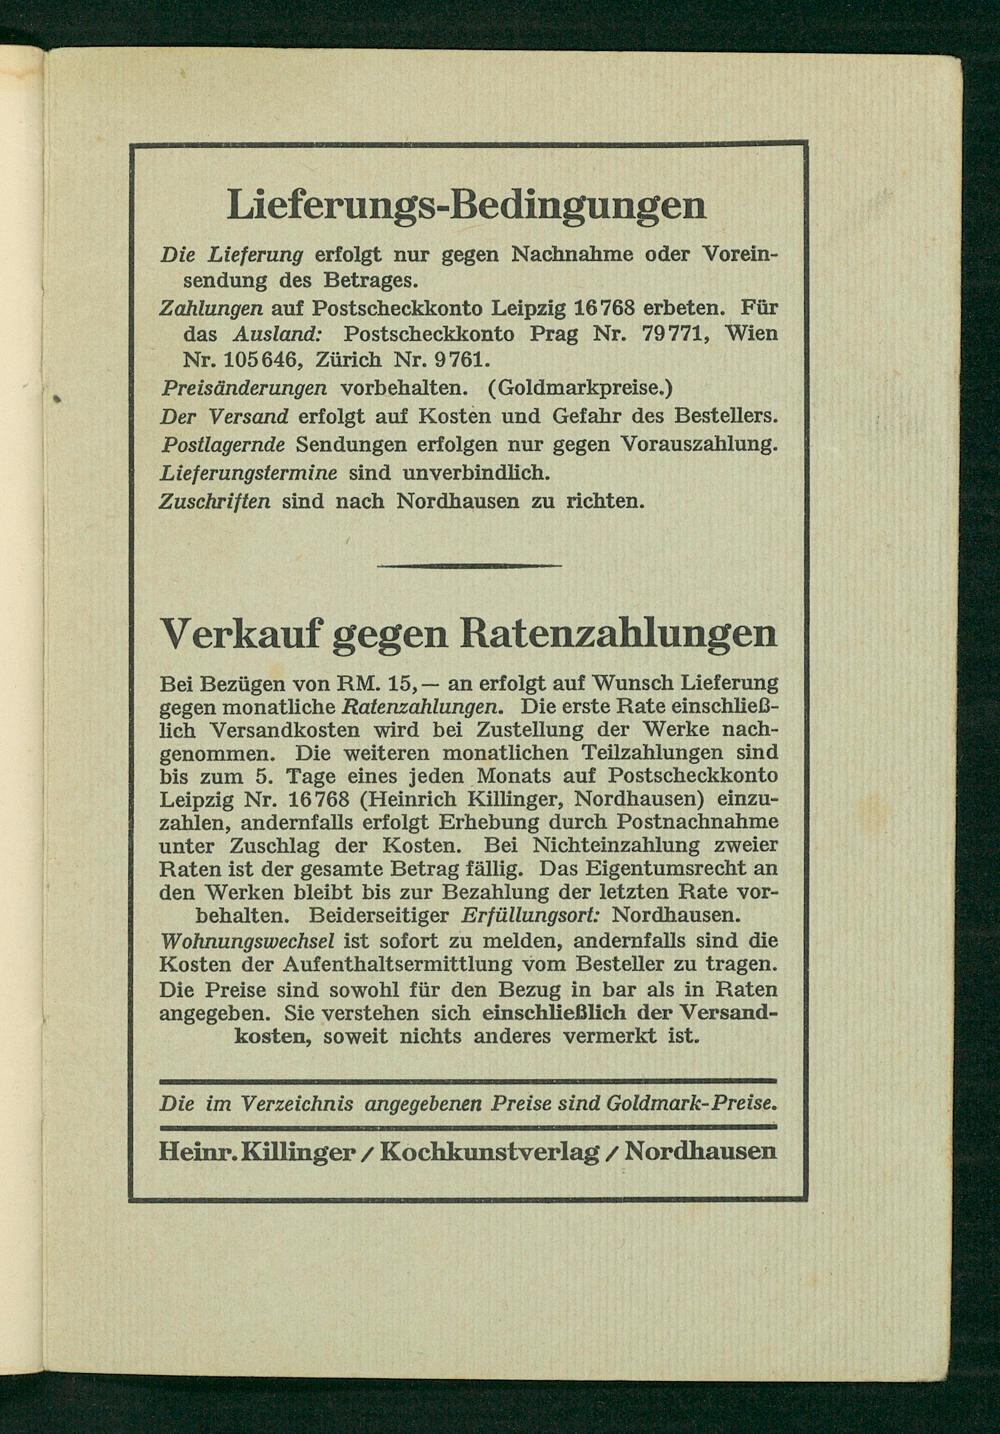 Lieferungs-Bedingungen
Die Lieferung erfolgt nur gegen Nachnahme oder Vorein-
sendung des Betrages.
Zahlungen auf Postscheckkonto Leipzig 16 768 erbeten. Für
das Ausland: Postscheckkonto Prag Nr. 79 771, Wien
Nr. 105 646, Zürich Nr. 9 761.
Preisänderungen vorbehalten. (Goldmarkpreise.)
Der Versand erfolgt auf Kosten und Gefahr des Bestellers.
Postlagernde Sendungen erfolgen nur gegen Vorauszahlung.
Lieferungstermine sind unverbindlich.
Zuschriften sind nach Nordhausen zu richten.
Verkauf gegen Ratenzahlungen
Bei Bezügen von RM. 15,— an erfolgt auf Wunsch Lieferung
gegen monatliche Ratenzahlungen. Die erste Rate einschließ-
lich Versandkosten wird bei Zustellung der Werke nach-
genommen. Die weiteren monatlichen Teilzahlungen sind
bis zum 5. Tage eines jeden Monats auf Postscheckkonto
Leipzig Nr. 16 768 (Heinrich Killinger, Nordhausen) einzu-
zahlen, andernfalls erfolgt Erhebung durch Postnachnahme
unter Zuschlag der Kosten. Bei Nichteinzahlung zweier
Raten ist der gesamte Betrag fällig. Das Eigentumsrecht an
den Werken bleibt bis zur Bezahlung der letzten Rate vor-
behalten. Beiderseitiger Erfüllungsort: Nordhausen.
Wohnungswechsel ist sofort zu melden, andernfalls sind die
Kosten der Aufenthaltsermittlung vom Besteller zu tragen.
Die Preise sind sowohl für den Bezug in bar als in Raten
angegeben. Sie verstehen sich einschließlich der Versand-
kosten, soweit nichts anderes vermerkt ist.
Die im Verzeichnis angegebenen Preise sind Goldmark-Preise.
Heinr. Killinger / Kochkunstverlag / Nordhausen